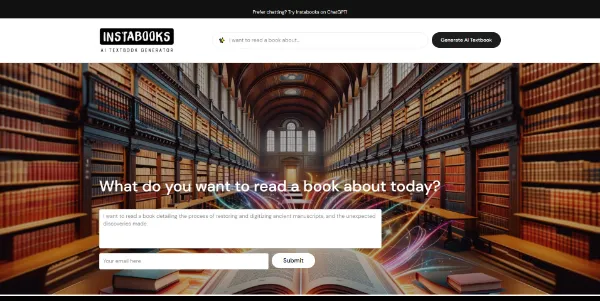 Prefer chatting? Try Instabooks on ChatGPT!
INSTABOOKS
AI TEXTBOOK GENERATOR
I want to read a book about...
Generate AI Textbook
What do you want to read a book about today?
I want to read a book detailing the process of restoring and digitizing ancient manuscripts, and the unexpected
discoveries made
Your email here
Submit